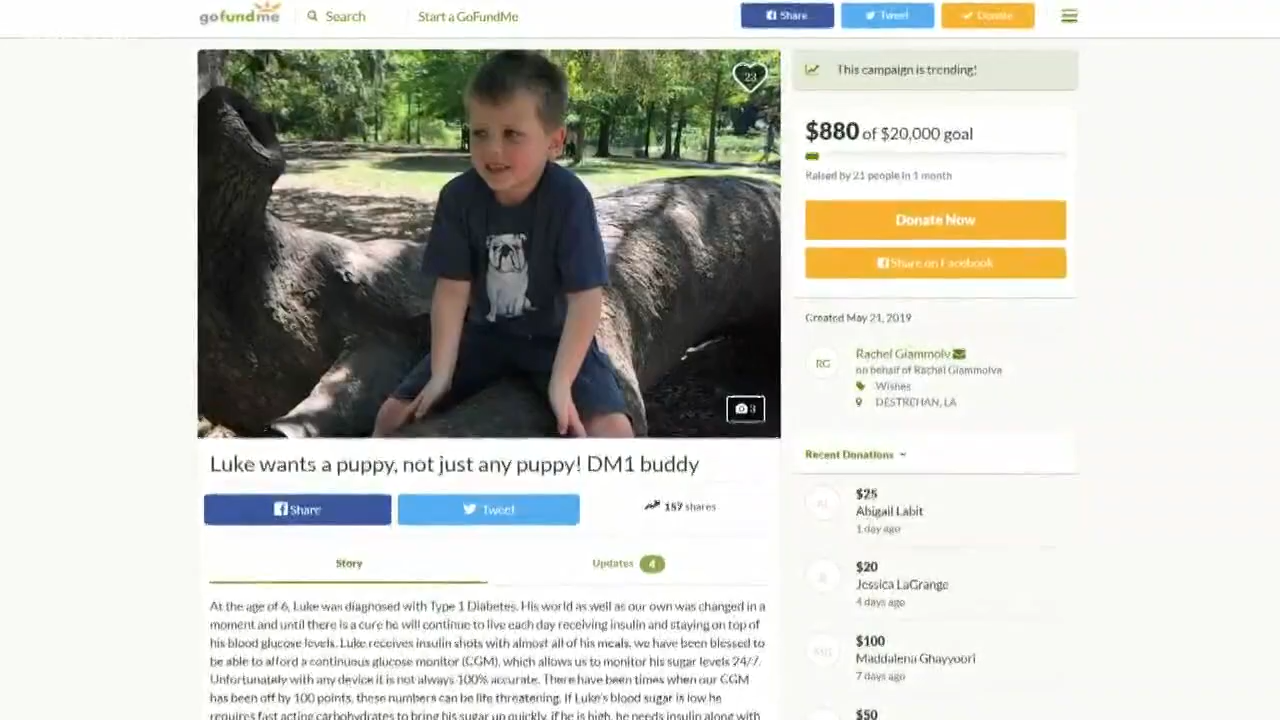 gofundme
Search
Start a GoFundMe
Share
Tweet
Donate
23
This campaign is trending!
$880 of $20,000 goal
Raised by 21 people in 1 month
Donate Now
Share on Facebook
3
Created May 21, 2019
RG
Rachel Giammolv
on behalf of Rachel Giammolva
Wishes
DESTREHAN, LA
Luke wants a puppy, not just any puppy! DM1 buddy
Share
Tweet
187 shares
Recent Donations
$25
Abigail Labit
1 day ago
$20
Jessica LaGrange
4 days ago
$100
Maddalena Ghayyoori
7 days ago
$50
Story
Updates 4
At the age of 6, Luke was diagnosed with Type 1 Diabetes. His world as well as our own was changed in a
moment and until there is a cure he will continue to live each day receiving insulin and staying on top of
his blood glucose levels. Luke receives insulin shots with almost all of his meals, we have been blessed to
be able to afford a continuous glucose monitor (CGM), which allows us to monitor his sugar levels 24/7.
Unfortunately with any device it is not always 100% accurate. There have been times when our CGM
has been off by 100 points, these numbers can be life threatening. If Luke's blood sugar is low he
requires fast acting carbohydrates to bring his sugar up quickly, if he is high, he needs insulin along with